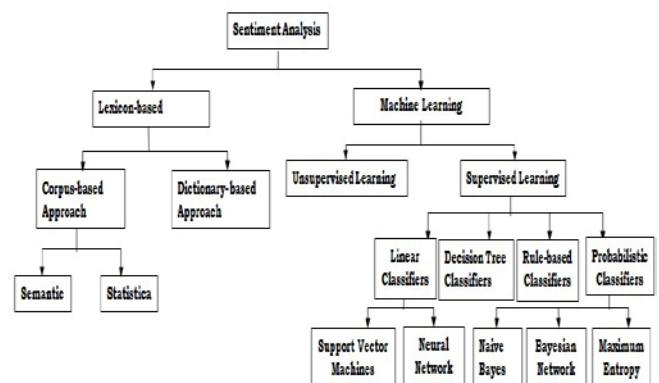 Sentiment Analysis
Lexicon-based
Machine Learning
Corpus-based
Approach
Dictionary-based
Approach
Unsupervised Learning
Supervised Learning
Semantic
Statistica
Linear
Classifiers
Decision Tree
Classifiers
Rule-based
Classifiers
Probabilistic
Classifiers
Support Vector
Machines
Neural
Network
Naive
Bayes
Bayesian
Network
Maximum
Entropy